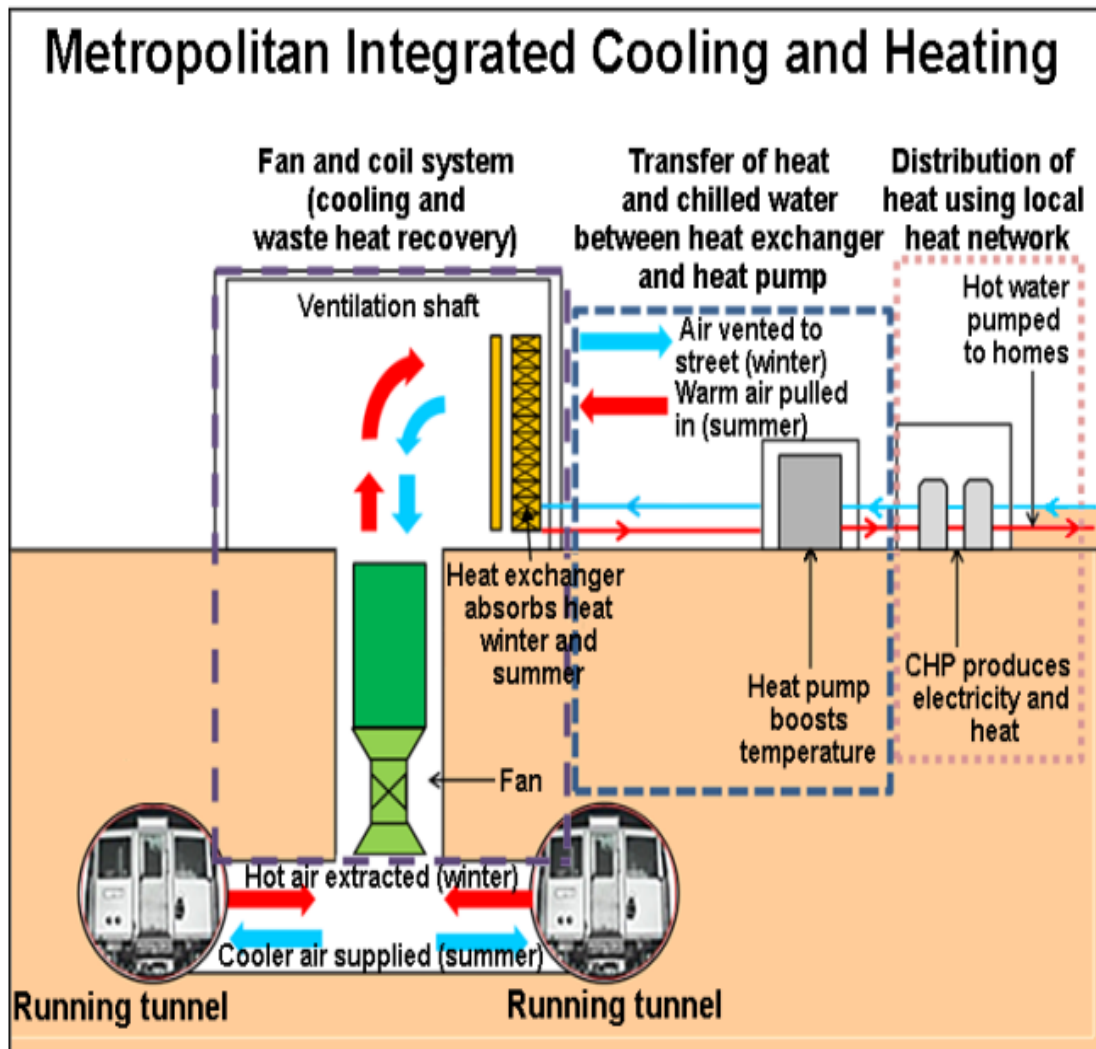 Metropolitan Integrated Cooling and Heating
Fan and coil system
(cooling and
waste heat recovery)
Transfer of heat
and chilled water
between heat exchanger
and heat pump
Distribution of
heat using local
heat network
Ventilation shaft
Air vented to
street (winter)
Warm air pulled
in (summer)
Hot water
pumped
to homes
Heat exchanger
absorbs heat
winter and
summer
Heat pump
boosts
temperature
CHP produces
electricity and
heat
Fan
Hot air extracted (winter)
Cooler air supplied (summer)
Running tunnel
Running tunnel